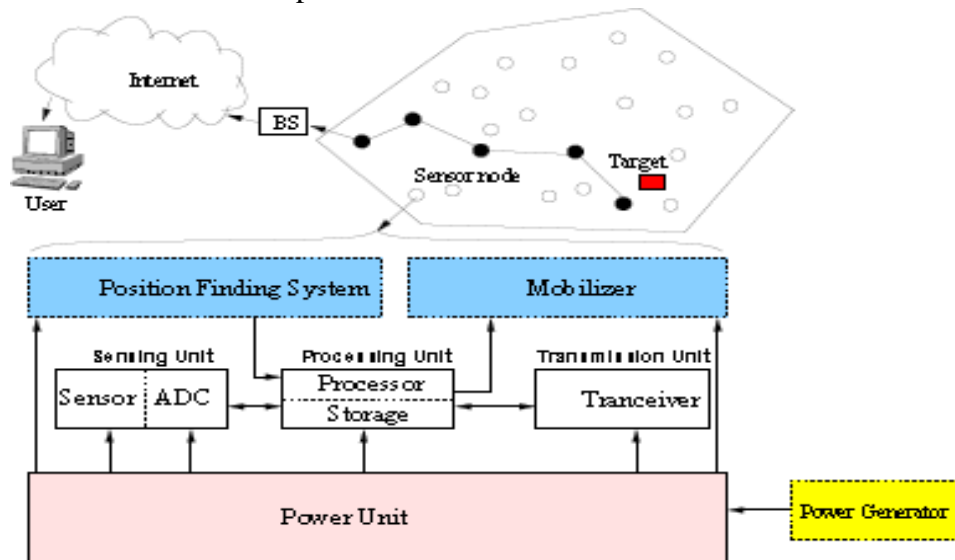 Internet
BS
Target
Sensor node
User
Position Finding System
Mobilizer
Sensing Unit
Processing Unit
Transmission Unit
Sensor
ADC
Processor
Storage
Tranceiver
Power Unit
Power Generator